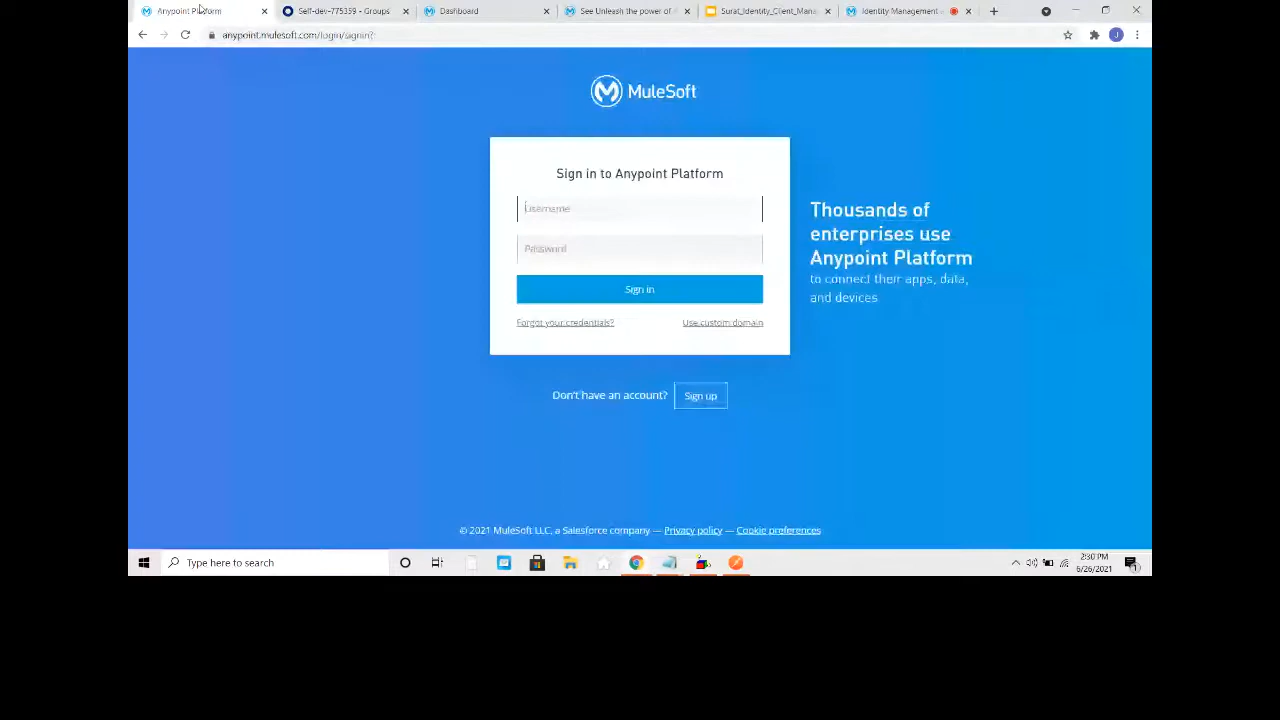 Anypoint Platform
Self-dev-775359 - Groups
Dashboard
See Unleash the power of
Surat_Identity_Client_Mana
Identity Management
anypoint.mulesoft.com/login/signin?
J
MuleSoft
Sign in to Anypoint Platform
Username
Password
Sign in
Forgot your credentials?
Use custom domain
Thousands of
enterprises use
Anypoint Platform
to connect their apps, data,
and devices
Don't have an account?
Sign up
© 2021 MuleSoft LLC, a Salesforce company — Privacy policy — Cookie preferences
Type here to search
2:30 PM
6/26/2021